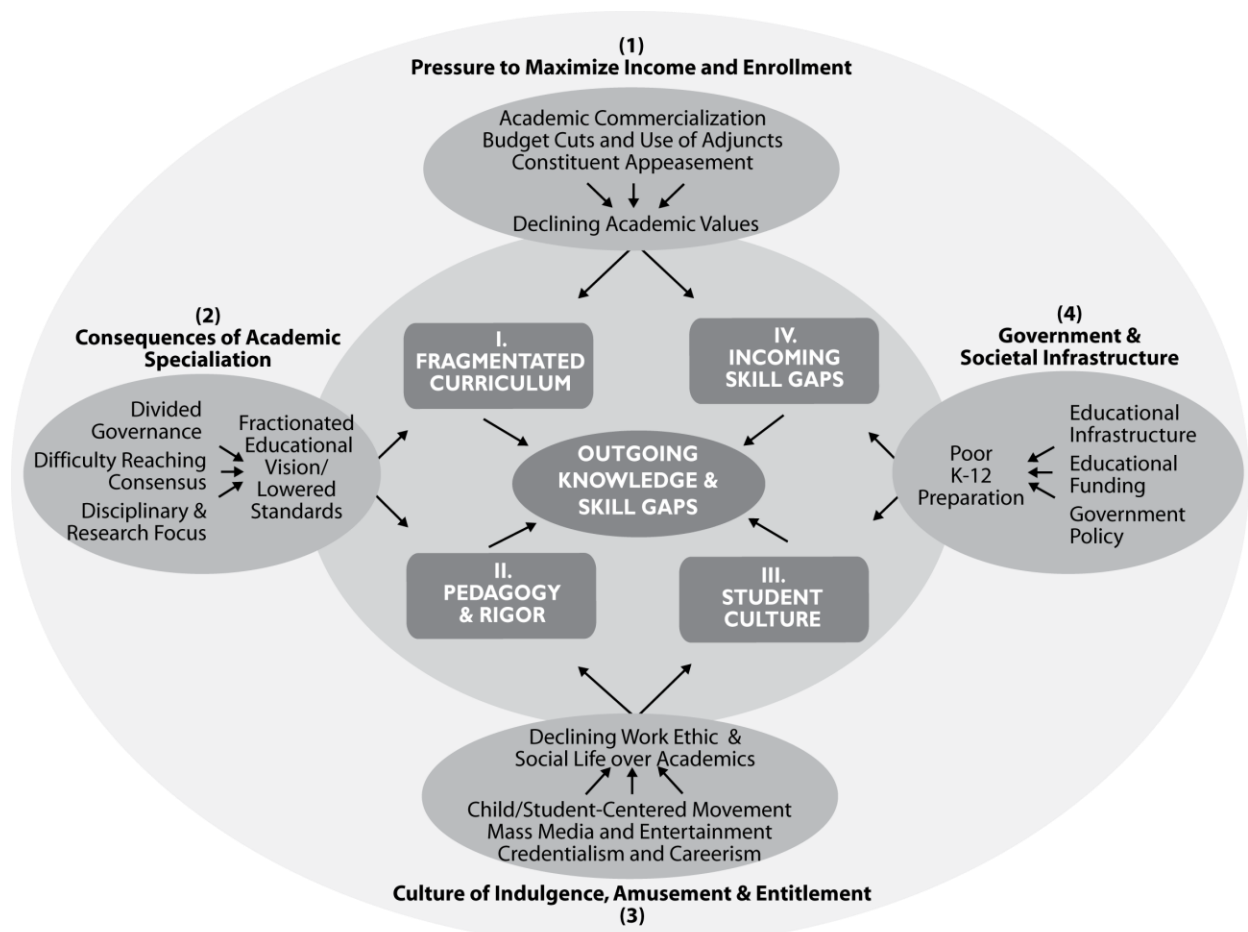 (1)
Pressure to Maximize Income and Enrollment
Academic Commercialization
Budget Cuts and Use of Adjuncts
Constituent Appeasement
Declining Academic Values
(2)
Consequences of Academic
Specialiation
Divided
Governance
Difficulty Reaching
Consensus
Disciplinary &
Research Focus
Fractionated
Educational
Vision/
Lowered
Standards
I.
FRAGMENTATED
CURRICULUM
IV.
INCOMING
SKILL GAPS
OUTGOING
KNOWLEDGE &
SKILL GAPS
II.
PEDAGOGY
& RIGOR
III.
STUDENT
CULTURE
(4)
Government &
Societal Infrastructure
Poor
K-12
Preparation
Educational
Infrastructure
Educational
Funding
Government
Policy
Declining Work Ethic &
Social Life over Academics
Child/Student-Centered Movement
Mass Media and Entertainment
Credentialism and Careerism
Culture of Indulgence, Amusement & Entitlement
(3)